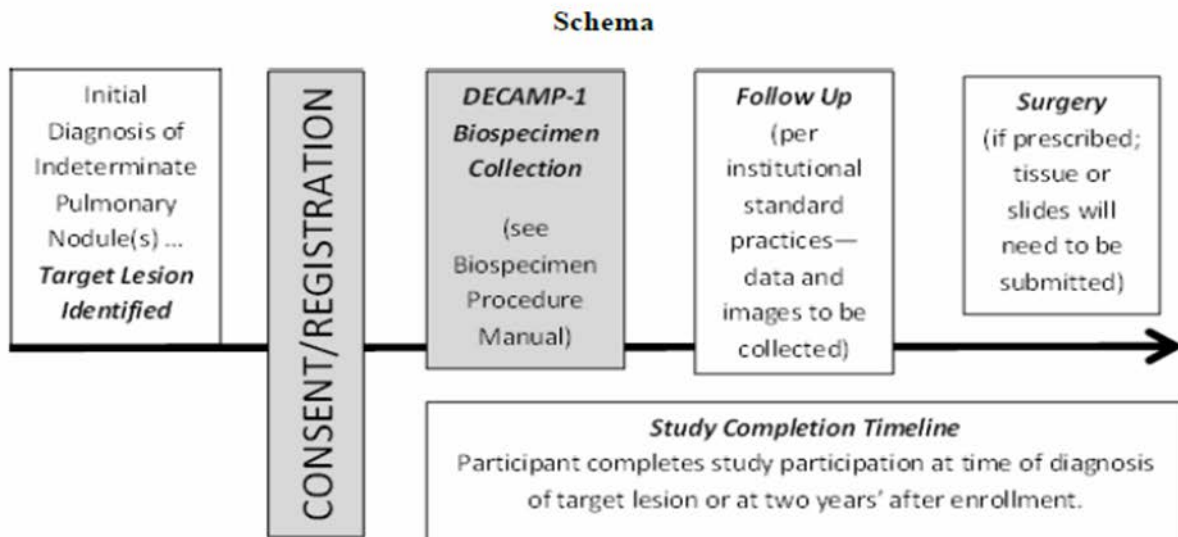 Schema
Initial
Diagnosis of
Indeterminate
Pulmonary
Nodule(s) ...
Target Lesion
Identified
CONSENT/REGISTRATION
DECAMP-1
Biospecimen
Collection
(see
Biospecimen
Procedure
Manual)
Follow Up
(per
institutional
standard
practices—
data and
images to be
collected)
Surgery
(if prescribed;
tissue or
slides will
need to be
submitted)
Study Completion Timeline
Participant completes study participation at time of diagnosis
of target lesion or at two years’ after enrollment.